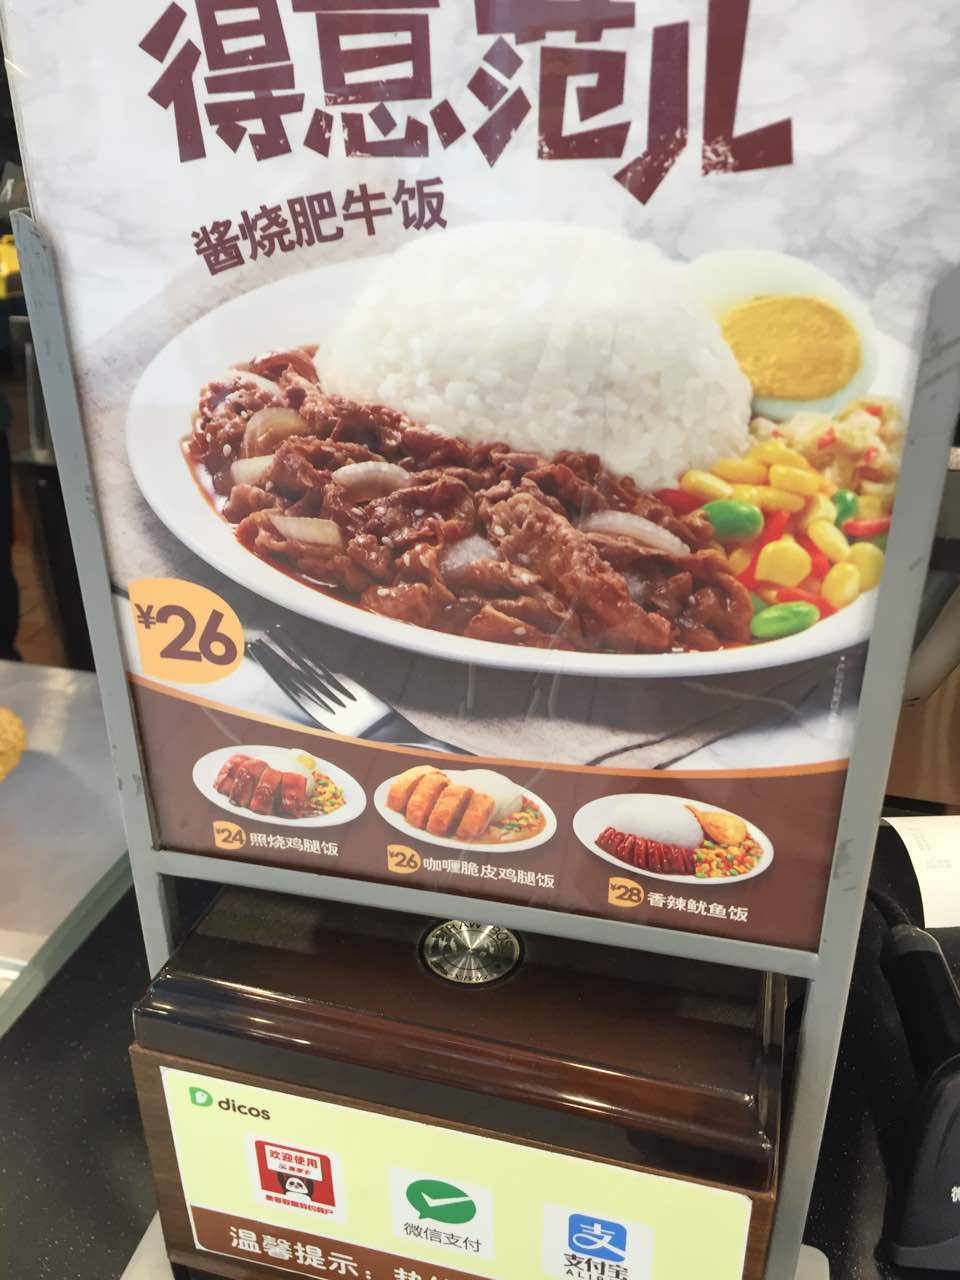 得意范儿
酱烧肥牛饭
¥26
¥24 照烧鸡腿饭
¥26 咖喱脆皮鸡腿饭
¥28 香辣鱿鱼饭
dicos
欢迎使用
微信支付
支付宝
温馨提示：